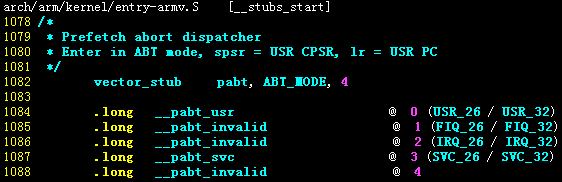 arch/arm/kernel/entry-armv.S [__stubs_start]
1078 /*
1079  * Prefetch abort dispatcher
1080  * Enter in ABT mode, spsr = USR CPSR, lr = USR PC
1081  */
1082 vector_stub pabt, ABT_MODE, 4
1083
1084 .long __pabt_usr @ 0 (USR_26 / USR_32)
1085 .long __pabt_invalid @ 1 (FIQ_26 / FIQ_32)
1086 .long __pabt_invalid @ 2 (IRQ_26 / IRQ_32)
1087 .long __pabt_svc @ 3 (SVC_26 / SVC_32)
1088 .long __pabt_invalid @ 4